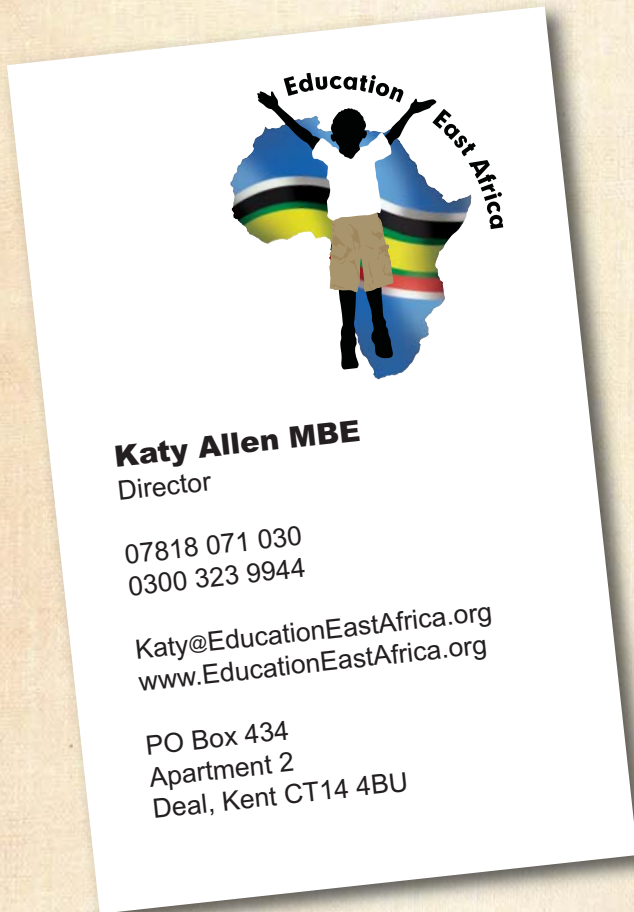 Education East Africa
Katy Allen MBE
Director
07818 071 030
0300 323 9944
Katy@EducationEastAfrica.org
www.EducationEastAfrica.org
PO Box 434
Apartment 2
Deal, Kent CT14 4BU